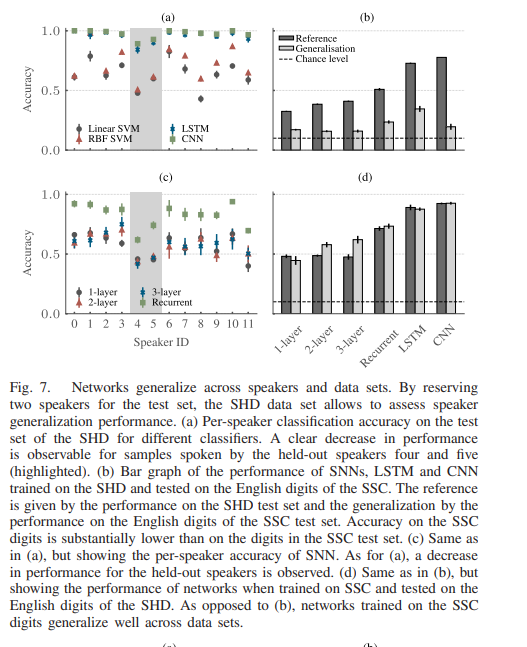 (a)
(b)
1.0
0.5
0.0
Accuracy
Linear SVM
RBF SVM
LSTM
CNN
Reference
Generalisation
Chance level
(c)
(d)
1.0
0.5
0.0
Accuracy
1-layer
2-layer
3-layer
Recurrent
0 1 2 3 4 5 6 7 8 9 10 11
Speaker ID
1-layer
2-layer
3-layer
Recurrent
LSTM
CNN
Fig. 7. Networks generalize across speakers and data sets. By reserving
two speakers for the test set, the SHD data set allows to assess speaker
generalization performance. (a) Per-speaker classification accuracy on the test
set of the SHD for different classifiers. A clear decrease in performance
is observable for samples spoken by the held-out speakers four and five
(highlighted). (b) Bar graph of the performance of SNNs, LSTM and CNN
trained on the SHD and tested on the English digits of the SSC. The reference
is given by the performance on the SHD test set and the generalization by the
performance on the English digits of the SSC test set. Accuracy on the SSC
digits is substantially lower than on the digits in the SSC test set. (c) Same as
in (a), but showing the per-speaker accuracy of SNN. As for (a), a decrease
in performance for the held-out speakers is observed. (d) Same as in (b), but
showing the performance of networks when trained on SSC and tested on the
English digits of the SHD. As opposed to (b), networks trained on the SSC
digits generalize well across data sets.